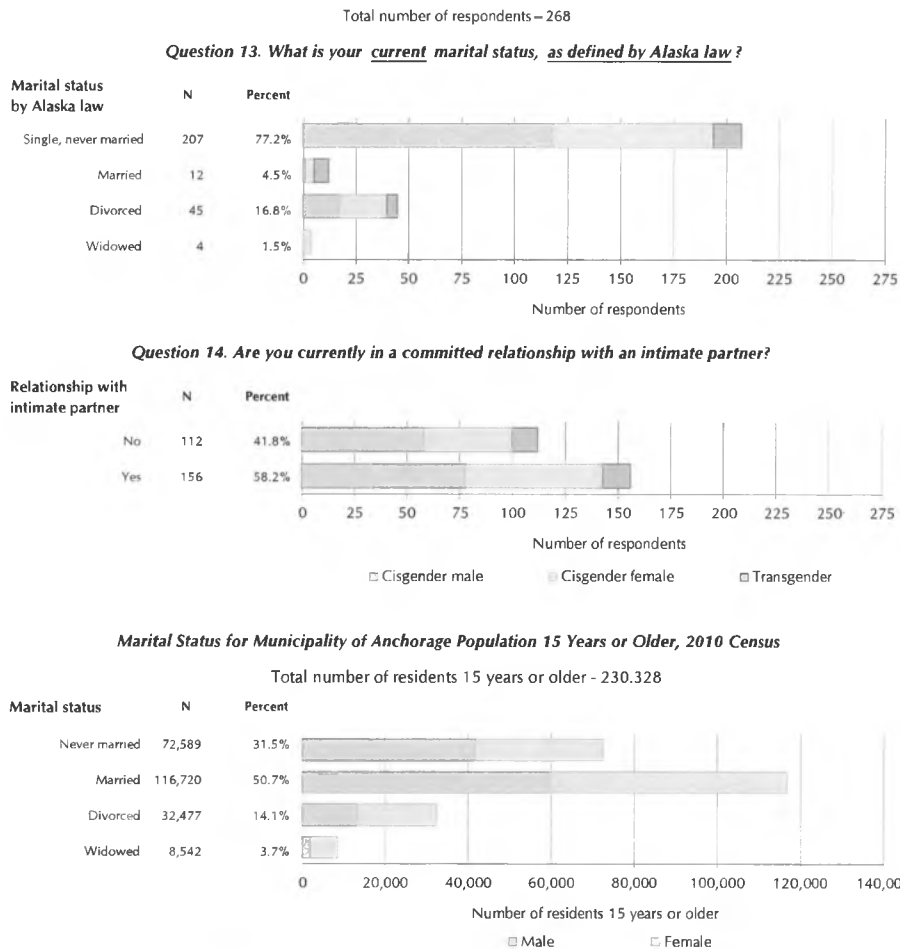 Total number of respondents – 268
Question 13. What is your current marital status, as defined by Alaska law ?
Marital status
by Alaska law
N
Percent
Single, never married 207 77.2%
Married 12 4.5%
Divorced 45 16.8%
Widowed 4 1.5%
0 25 50 75 100 125 150 175 200 225 250 275
Number of respondents
Question 14. Are you currently in a committed relationship with an intimate partner?
Relationship with
intimate partner
N
Percent
No 112 41.8%
Yes 156 58.2%
0 25 50 75 100 125 150 175 200 225 250 275
Number of respondents
Cisgender male Cisgender female Transgender
Marital Status for Municipality of Anchorage Population 15 Years or Older, 2010 Census
Total number of residents 15 years or older - 230.328
Marital status N Percent
Never married 72,589 31.5%
Married 116,720 50.7%
Divorced 32,477 14.1%
Widowed 8,542 3.7%
0 20,000 40,000 60,000 80,000 100,000 120,000 140,00
Number of residents 15 years or older
Male Female